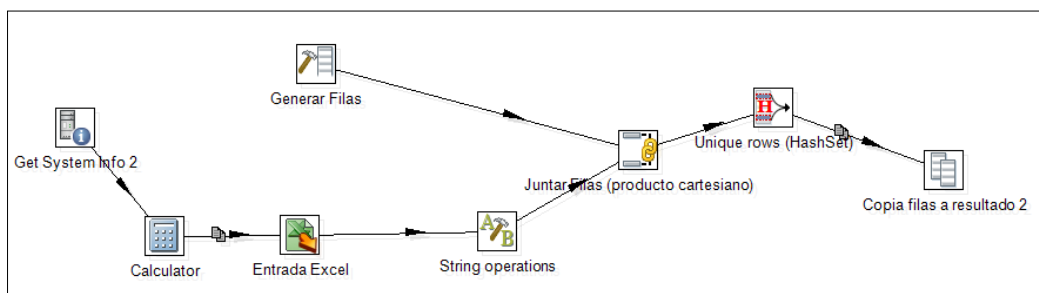 Generar Filas
Unique rows (HashSet)
Get System Info 2
Juntar Filas (producto cartesiano)
Copia filas a resultado 2
Calculator
Entrada Excel
String operations